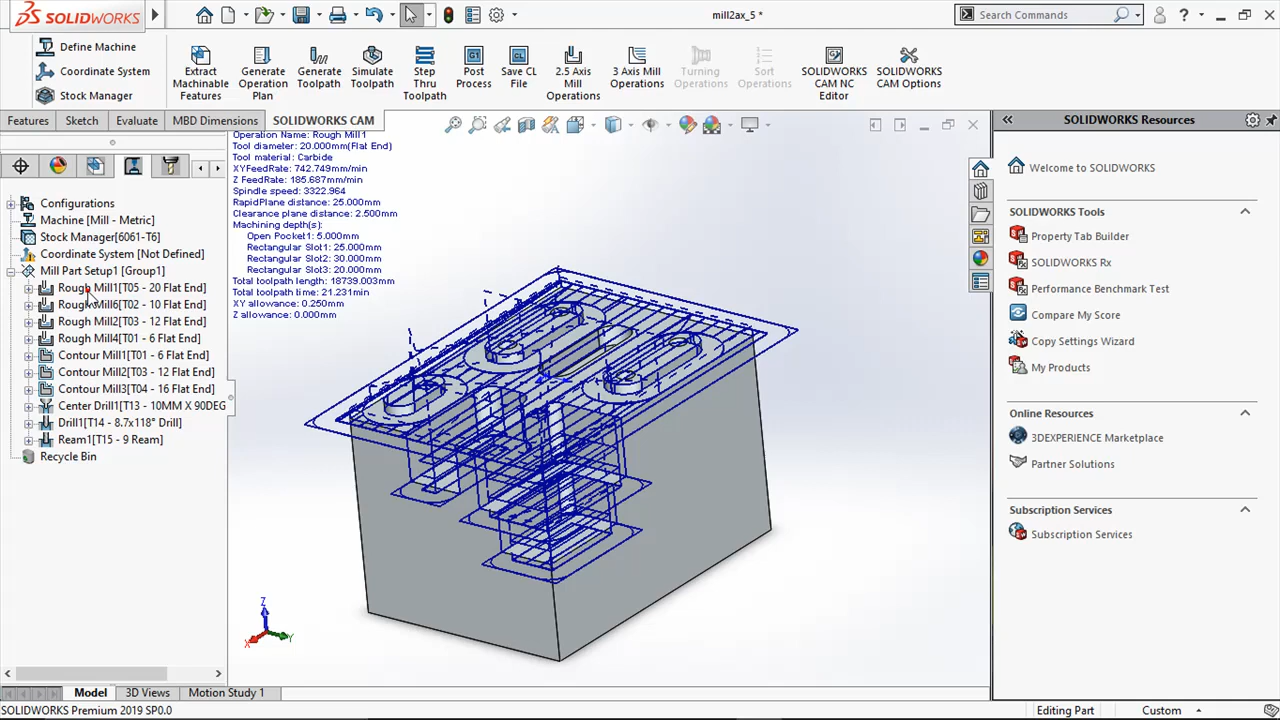 SOLIDWORKS
mill2ax_5 *
Search Commands
?
Define Machine
Coordinate System
Stock Manager
Extract Machinable Features
Generate Operation Plan
Generate Toolpath
Simulate Toolpath
Step Thru Toolpath
Post Process
Save CL File
2.5 Axis Mill Operations
3 Axis Mill Operations
Turning Operations
Sort Operations
SOLIDWORKS CAM NC Editor
SOLIDWORKS CAM Options
Features
Sketch
Evaluate
MBD Dimensions
SOLIDWORKS CAM
Configurations
Machine [Mill - Metric]
Stock Manager[6061-T6]
Coordinate System [Not Defined]
Mill Part Setup1 [Group1]
Rough Mill1[T05 - 20 Flat End]
Rough Mill6[T02 - 10 Flat End]
Rough Mill2[T03 - 12 Flat End]
Rough Mill4[T01 - 6 Flat End]
Contour Mill1[T01 - 6 Flat End]
Contour Mill2[T03 - 12 Flat End]
Contour Mill3[T04 - 16 Flat End]
Center Drill1[T13 - 10MM X 90DEG
Drill1[T14 - 8.7x118° Drill]
Ream1[T15 - 9 Ream]
Recycle Bin
Operation Name: Rough Mill1
Tool diameter: 20.000mm(Flat End)
Tool material: Carbide
XYFeedRate: 742.749mm/min
Z FeedRate: 185.687mm/min
Spindle speed: 3322.964
RapidPlane distance: 25.000mm
Clearance plane distance: 2.500mm
Machining depth(s):
Open Pocket1: 5.000mm
Rectangular Slot1: 25.000mm
Rectangular Slot2: 30.000mm
Rectangular Slot3: 20.000mm
Total toolpath length: 18739.003mm
Total toolpath time: 21.231min
XY allowance: 0.250mm
Z allowance: 0.000mm
Z
X
Y
SOLIDWORKS Resources
Welcome to SOLIDWORKS
SOLIDWORKS Tools
Property Tab Builder
SOLIDWORKS Rx
Performance Benchmark Test
Compare My Score
Copy Settings Wizard
My Products
Online Resources
3DEXPERIENCE Marketplace
Partner Solutions
Subscription Services
Subscription Services
Model
3D Views
Motion Study 1
SOLIDWORKS Premium 2019 SP0.0
Editing Part
Custom